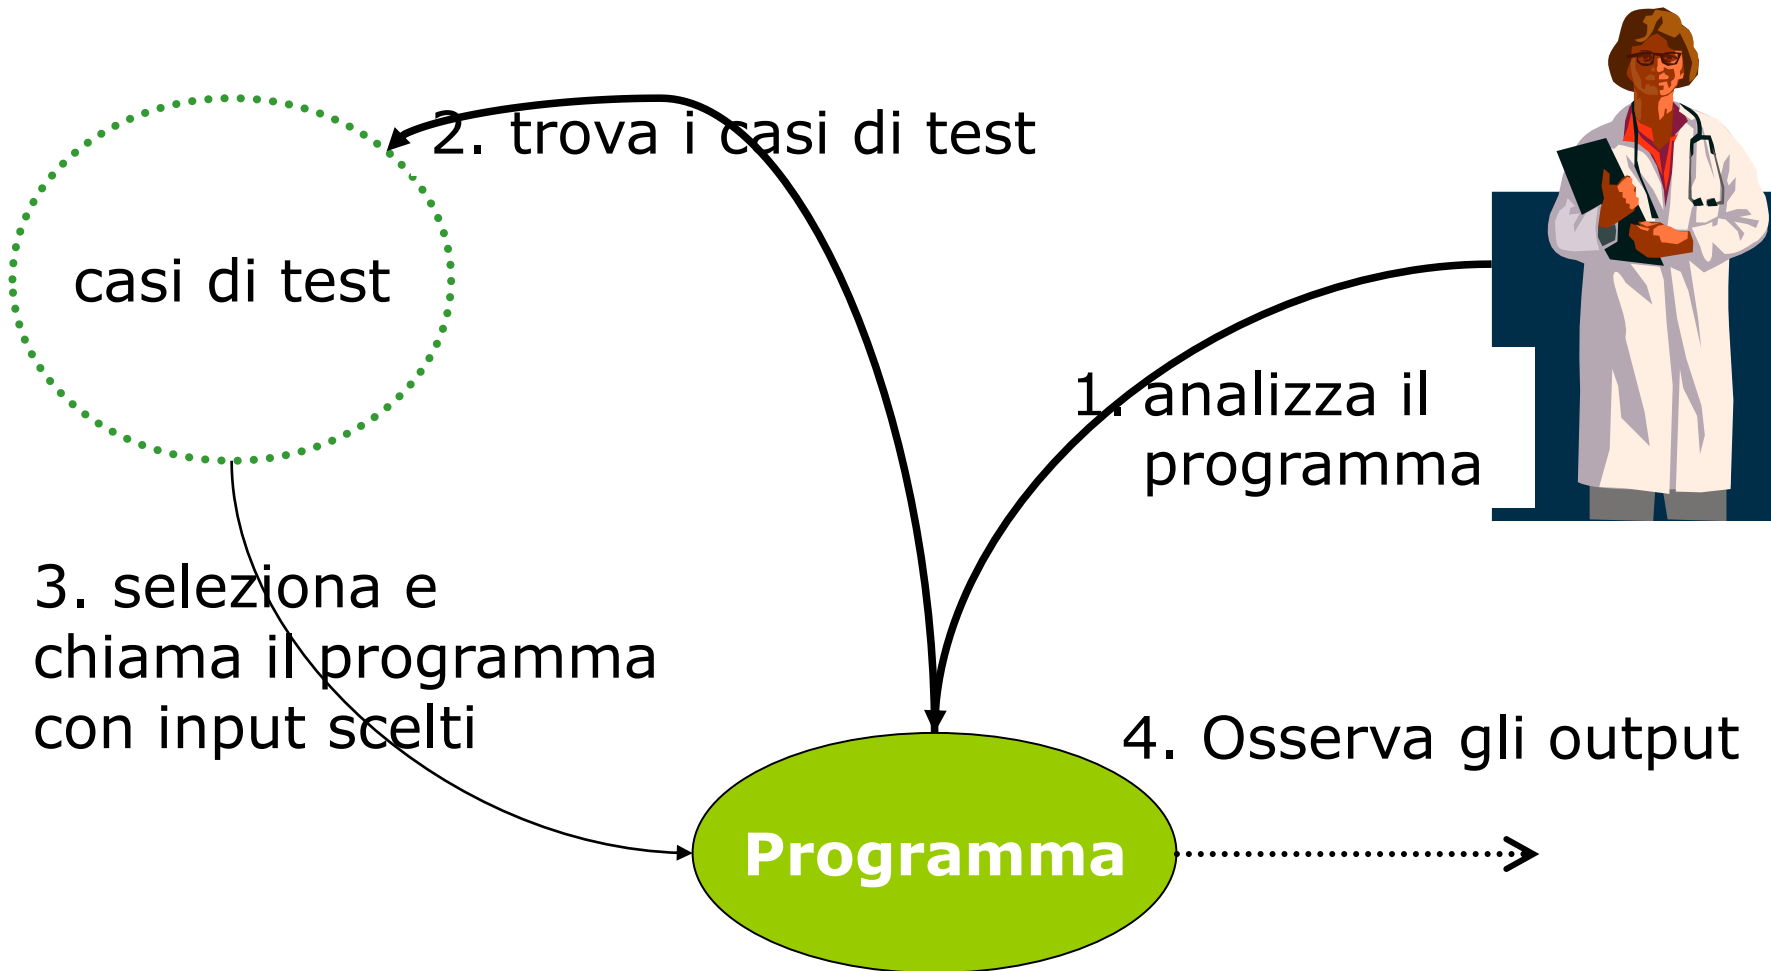 2. trova i casi di test
casi di test
1. analizza il
programma
3. seleziona e
chiama il programma
con input scelti
4. Osserva gli output
Programma